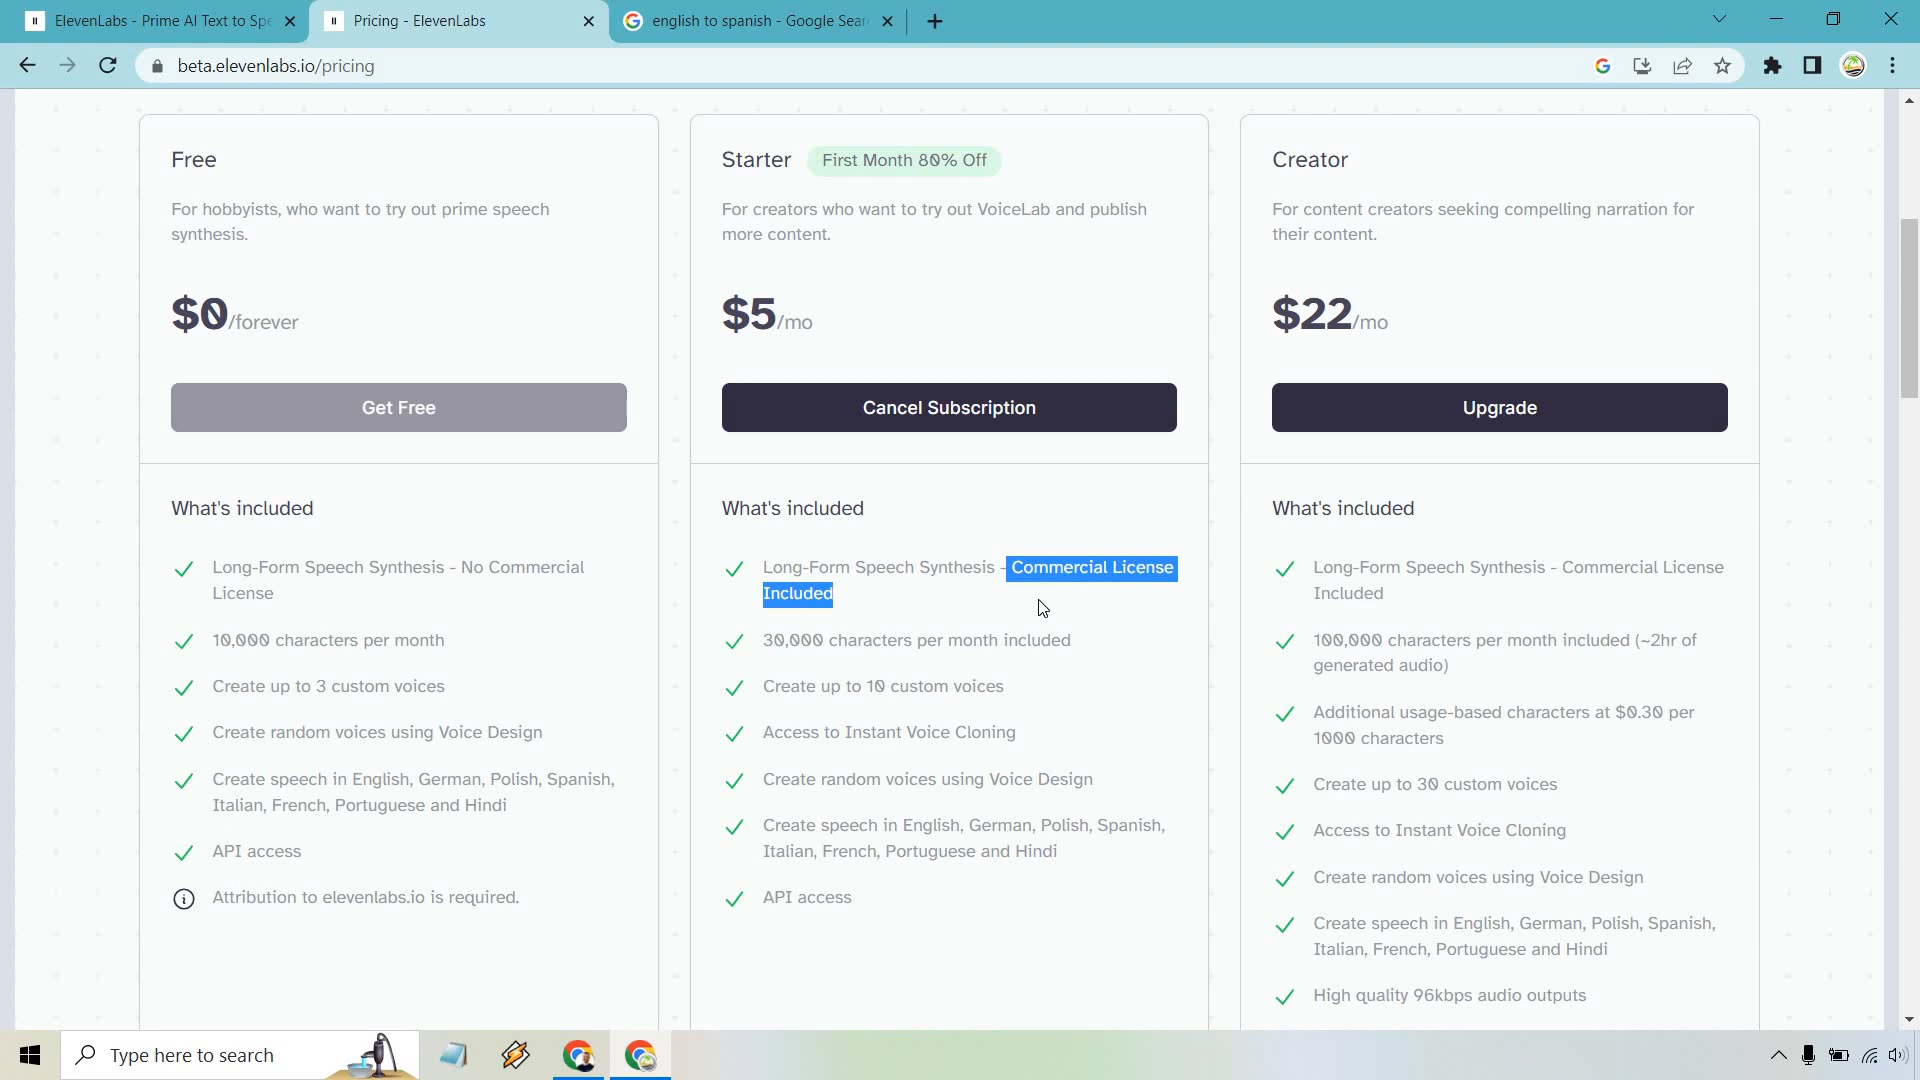 ElevenLabs - Prime AI Text to Spe
Pricing - ElevenLabs
english to spanish - Google Sear
beta.elevenlabs.io/pricing
Free
For hobbyists, who want to try out prime speech
synthesis.
$0/forever
Get Free
What's included
Long-Form Speech Synthesis - No Commercial
License
10,000 characters per month
Create up to 3 custom voices
Create random voices using Voice Design
Create speech in English, German, Polish, Spanish,
Italian, French, Portuguese and Hindi
API access
Attribution to elevenlabs.io is required.
Starter First Month 80% Off
For creators who want to try out VoiceLab and publish
more content.
$5/mo
Cancel Subscription
What's included
Long-Form Speech Synthesis - Commercial License
Included
30,000 characters per month included
Create up to 10 custom voices
Access to Instant Voice Cloning
Create random voices using Voice Design
Create speech in English, German, Polish, Spanish,
Italian, French, Portuguese and Hindi
API access
Creator
For content creators seeking compelling narration for
their content.
$22/mo
Upgrade
What's included
Long-Form Speech Synthesis - Commercial License
Included
100,000 characters per month included (~2hr of
generated audio)
Additional usage-based characters at $0.30 per
1000 characters
Create up to 30 custom voices
Access to Instant Voice Cloning
Create random voices using Voice Design
Create speech in English, German, Polish, Spanish,
Italian, French, Portuguese and Hindi
High quality 96kbps audio outputs
Type here to search